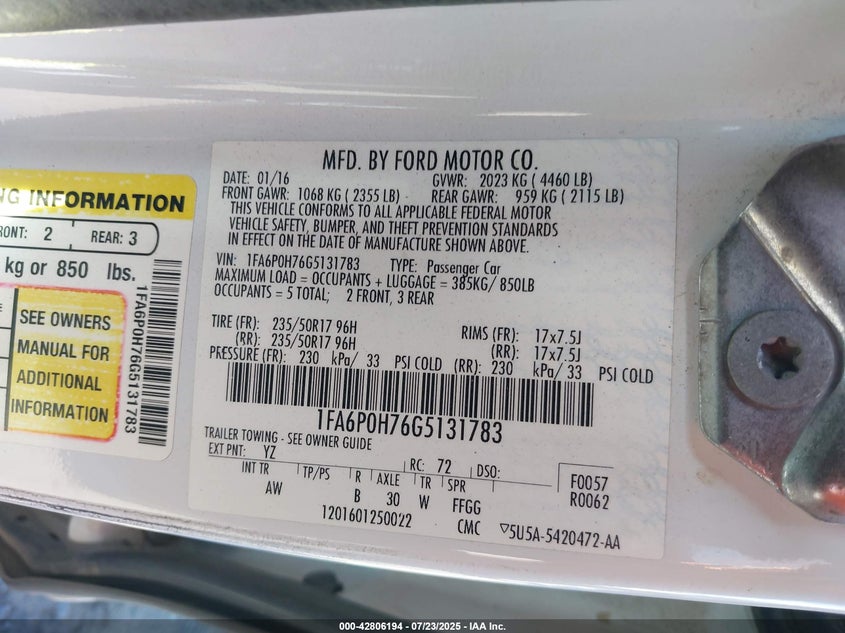 NG INFORMATION
RONT: 2 REAR: 3
kg or 850 lbs.
SEE OWNERS
MANUAL FOR
ADDITIONAL
INFORMATION
1FA6P0H76G5131783
MFD. BY FORD MOTOR CO.
DATE: 01/16 GVWR: 2023 KG ( 4460 LB)
FRONT GAWR: 1068 KG ( 2355 LB) REAR GAWR: 959 KG ( 2115 LB)
THIS VEHICLE CONFORMS TO ALL APPLICABLE FEDERAL MOTOR
VEHICLE SAFETY, BUMPER, AND THEFT PREVENTION STANDARDS
IN EFFECT ON THE DATE OF MANUFACTURE SHOWN ABOVE.
VIN: 1FA6P0H76G5131783 TYPE: Passenger Car
MAXIMUM LOAD = OCCUPANTS + LUGGAGE = 385KG/ 850LB
OCCUPANTS = 5 TOTAL; 2 FRONT, 3 REAR
TIRE (FR): 235/50R17 96H RIMS (FR): 17x7.5J
(RR): 235/50R17 96H (RR): 17x7.5J
PRESSURE (FR): 230 kPa/ 33 PSI COLD (RR): 230 kPa/ 33 PSI COLD
1FA6P0H76G5131783
TRAILER TOWING - SEE OWNER GUIDE
EXT PNT: YZ RC: 72 DSO:
INT TR TP/PS R AXLE TR SPR
AW B 30 W FFGG
F0057
R0062
1201601250022 CMC ▽5U5A-5420472-AA
000-42806194 - 07/23/2025 - IAA Inc.